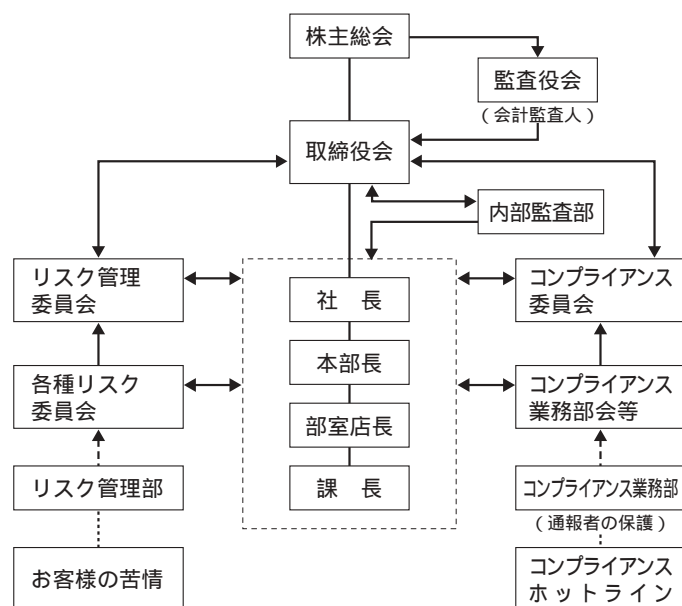 株主総会
監査役会
（会計監査人）
取締役会
内部監査部
リスク管理
委員会
社　長
コンプライアンス
委員会
本部長
各種リスク
委員会
コンプライアンス
業務部会等
部室店長
リスク管理部
課　長
コンプライアンス業務部
（通報者の保護）
お客様の苦情
コンプライアンス
ホットライン